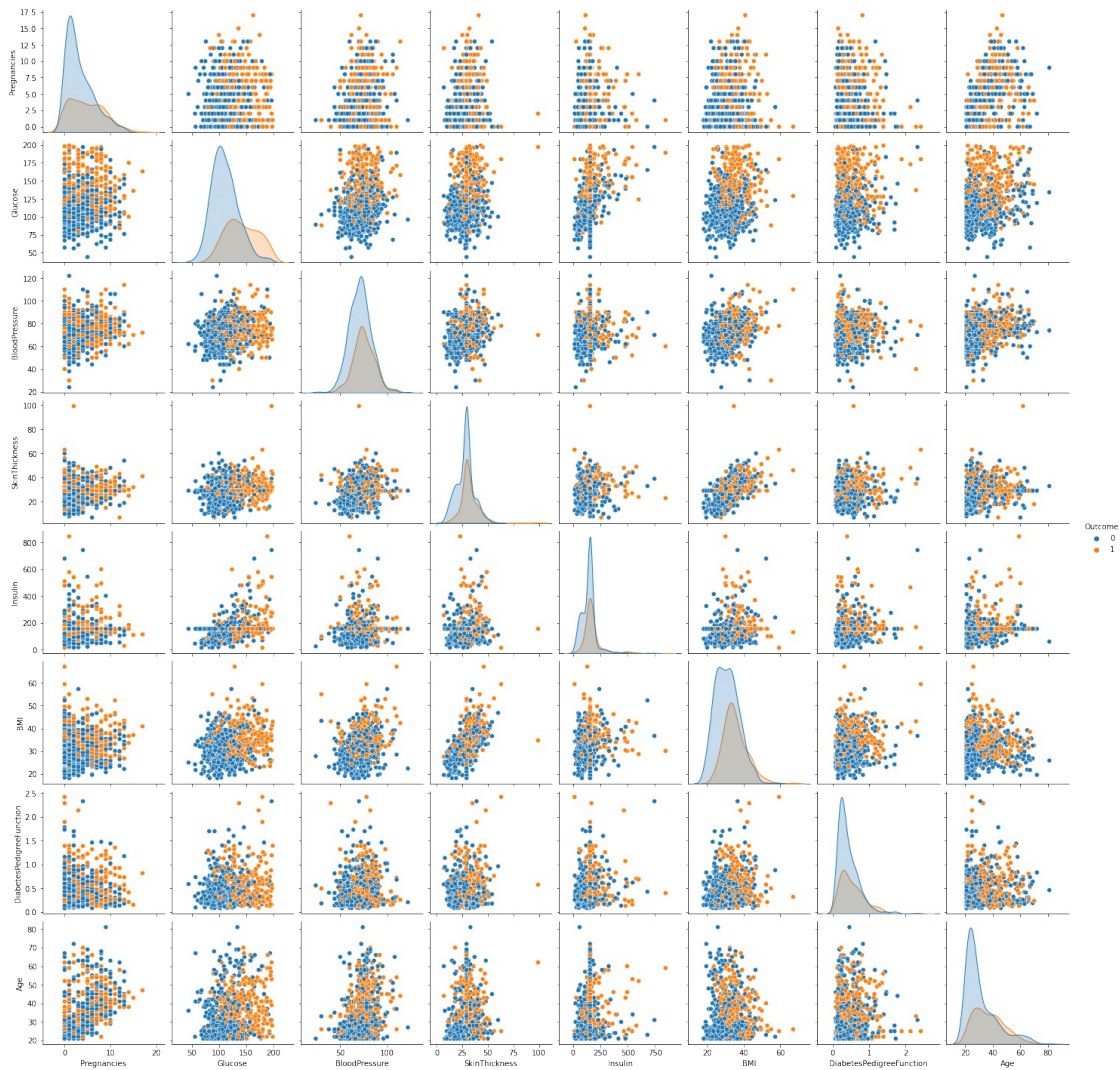 Pregnancies
17.5
15.0
12.5
10.0
7.5
5.0
2.5
0.0
Glucose
200
175
150
125
100
75
50
BloodPressure
120
100
80
60
40
20
SkinThickness
100
80
60
40
20
Insulin
800
600
400
200
0
BMI
60
50
40
30
20
DiabetesPedigreeFunction
2.5
2.0
1.5
1.0
0.5
0.0
Age
80
70
60
50
40
30
20
0 10 20
Pregnancies
50 100 150 200
Glucose
50 100
BloodPressure
0 25 50 75 100
SkinThickness
0 250 500 750
Insulin
20 40 60
BMI
0 1 2
DiabetesPedigreeFunction
20 40 60 80
Age
Outcome
0
1